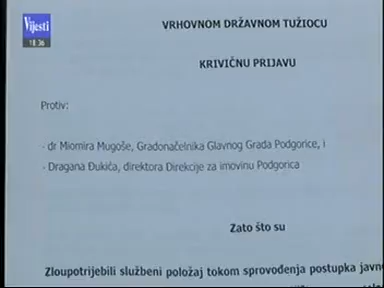 Vijesti
18:36
VRHOVNOM DRŽAVNOM TUŽIOCU
KRIVIČNU PRIJAVU
Protiv:
- dr Miomira Mugoše, Gradonačelnika Glavnog Grada Podgorice, i
- Dragana Đukića, direktora Direkcije za imovinu Podgorica
Zato što su
Zloupotrijebili službeni položaj tokom sprovođenja postupka javno